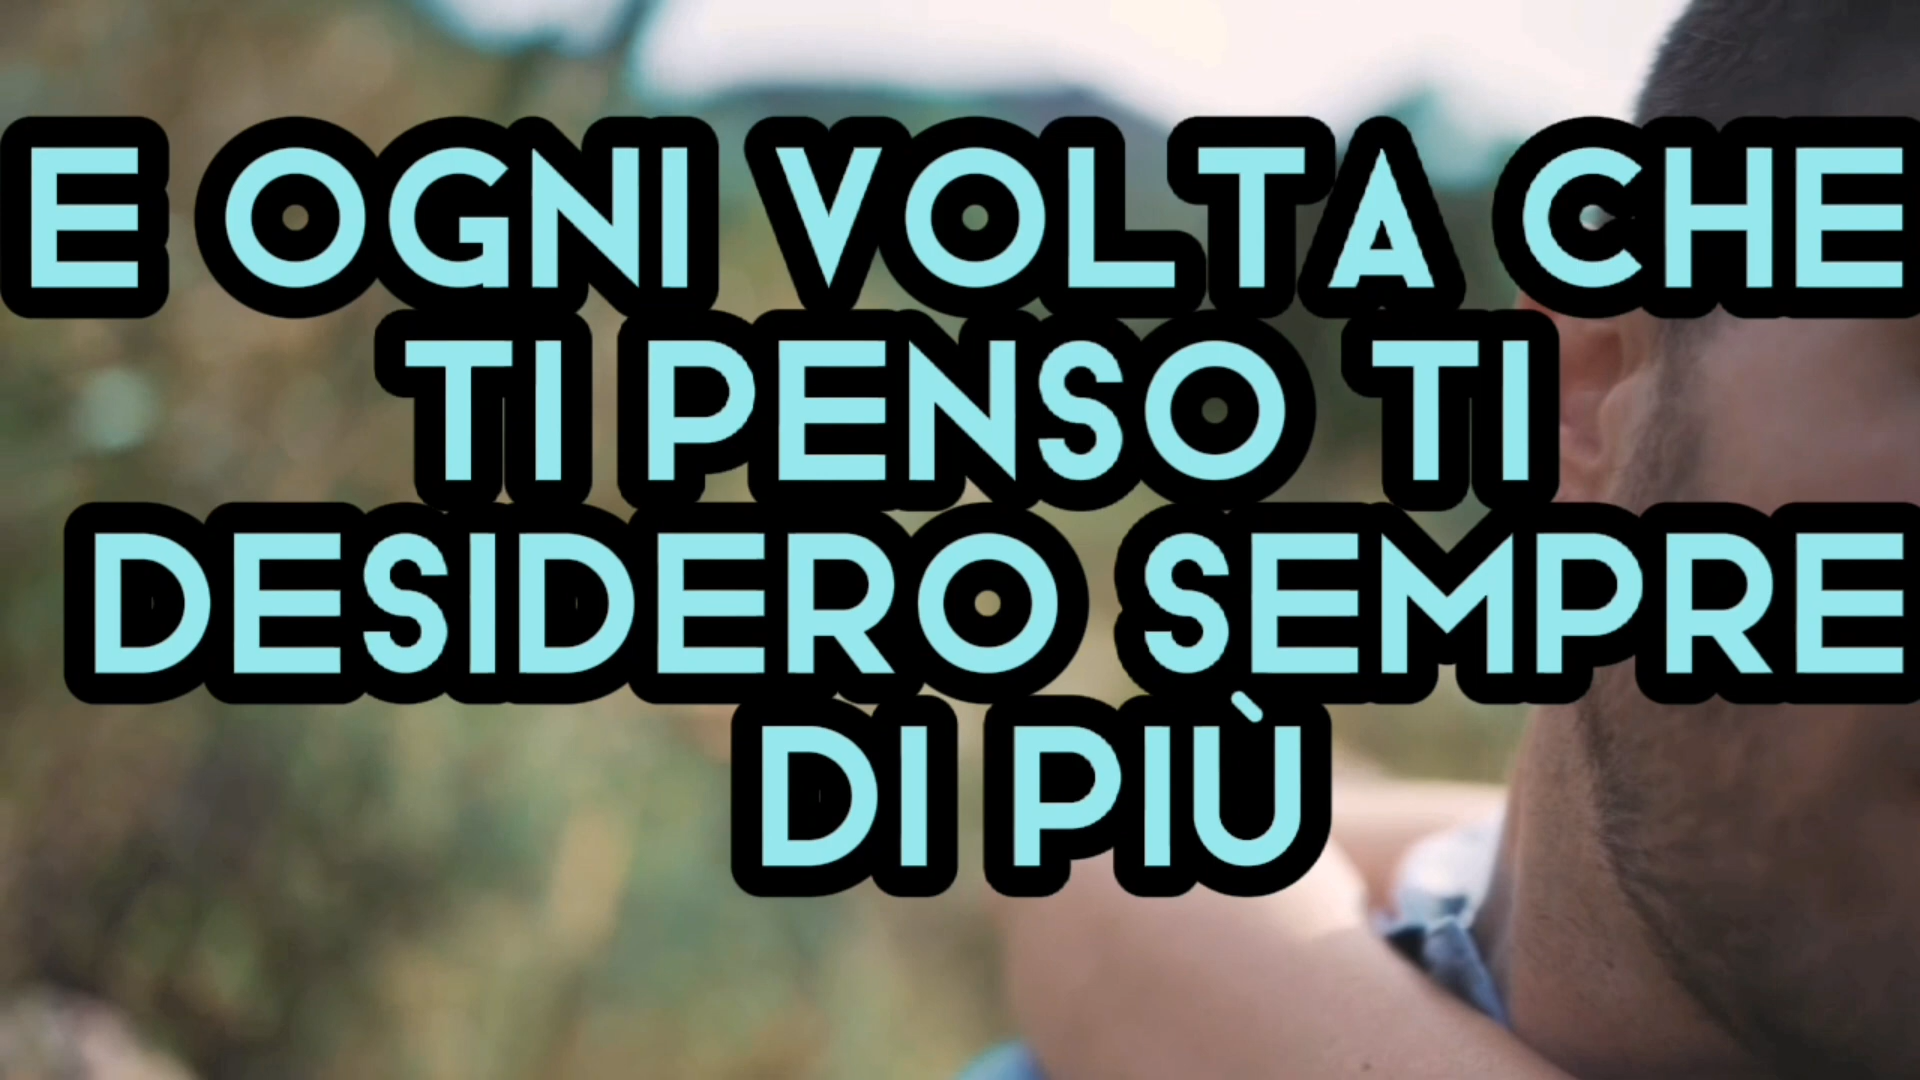 E OGNI VOLTA CHE
TI PENSO TI
DESIDERO SEMPRE
DI PIÙ